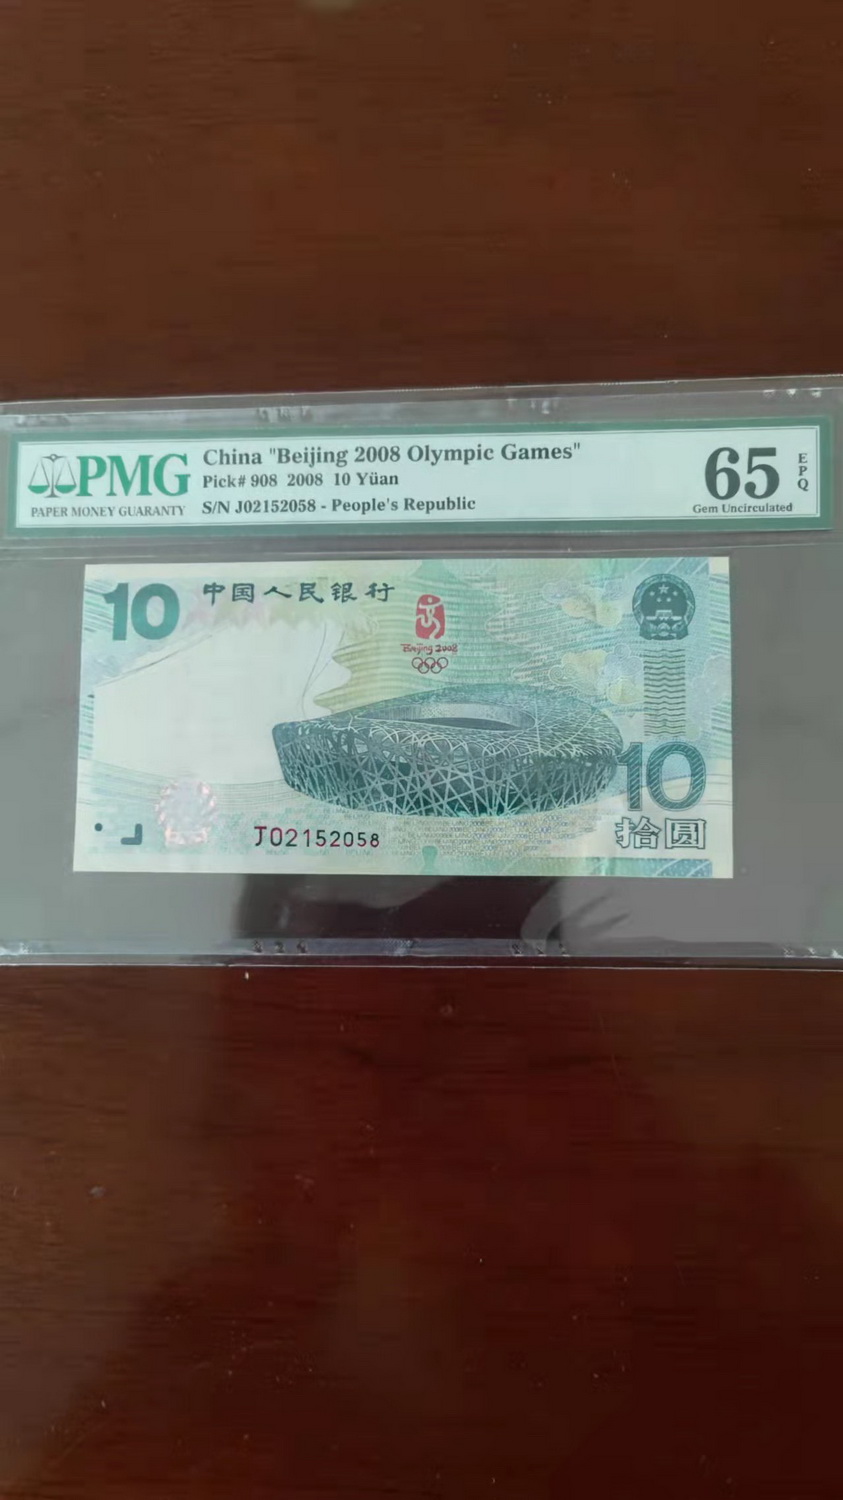 PMG
PAPER MONEY GUARANTY
China "Beijing 2008 Olympic Games"
Pick# 908 2008 10 Yüan
S/N J02152058 - People's Republic
65
EPQ
Gem Uncirculated
10
中国人民银行
Beijing 2008
10
拾圆
J02152058